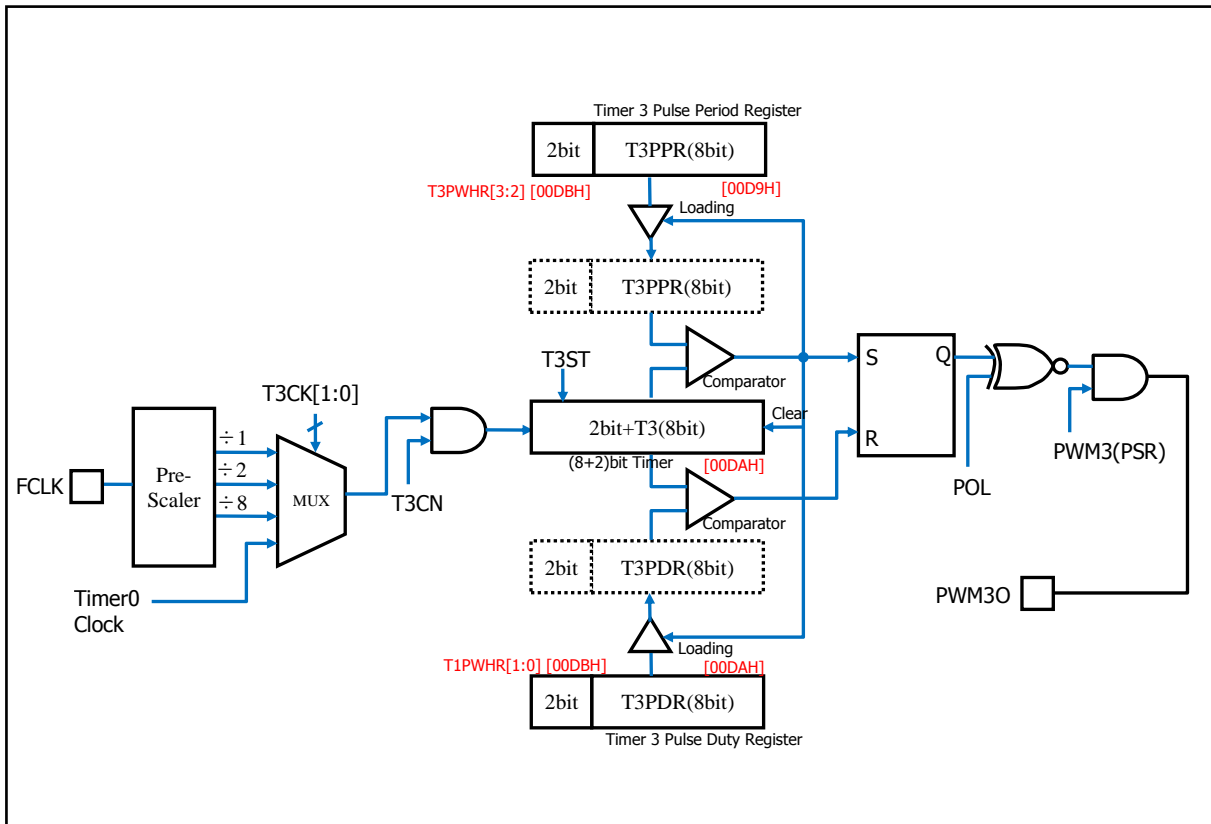 Timer 3 Pulse Period Register
2bit T3PPR(8bit)
T3PWHR[3:2] [00DBH] [00D9H]
Loading
2bit T3PPR(8bit)
T3ST
Comparator
S Q
T3CK[1:0]
Clear
2bit+T3(8bit)
R
(8+2)bit Timer [00DAH]
PWM3(PSR)
÷1
FCLK
Pre-
Scaler
÷2
MUX
T3CN
POL
÷8
Comparator
2bit T3PDR(8bit)
Timer0
Clock
PWM3O
Loading
T1PWHR[1:0] [00DBH] [00DAH]
2bit T3PDR(8bit)
Timer 3 Pulse Duty Register